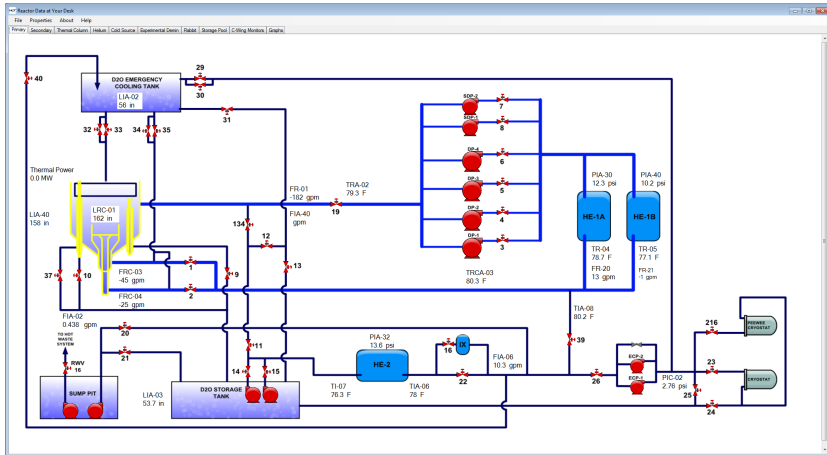 Reactor Data at Your Desk
File Properties About Help
Primary Secondary Thermal Column Helium Cold Source Experimental Demin Rabbit Storage Pool C-Wing Monitors Graphs
40
29
D2O EMERGENCY
COOLING TANK
LIA-02
56 in
30
31
32
33
34
35
SDP-2
7
SDP-1
8
DP-4
6
DP-3
5
DP-2
4
DP-1
3
Thermal Power
0.0 MW
LIA-40
158 in
LRC-01
162 in
FR-01
-182 gpm
FIA-40
gpm
TRA-02
79.3 F
19
134
12
13
PIA-30
12.3 psi
PIA-40
10.2 psi
HE-1A
HE-1B
TR-04
78.7 F
FR-20
13 gpm
TR-05
77.1 F
FR-21
-1 gpm
TRCA-03
80.3 F
37
10
1
9
2
FRC-03
-45 gpm
FRC-04
-25 gpm
FIA-02
0.438 gpm
TO HOT
WASTE
SYSTEM
RWV
16
20
21
SUMP PIT
LIA-03
53.7 in
11
14
15
D2O STORAGE
TANK
PIA-32
13.6 psi
HE-2
TI-07
76.3 F
TIA-06
78 F
16
IX
22
FIA-06
10.3 gpm
TIA-08
80.2 F
39
26
ECP-2
ECP-1
PIC-02
2.76 psi
216
23
25
24
PEEWEE
CRYOSTAT
CRYOSTAT